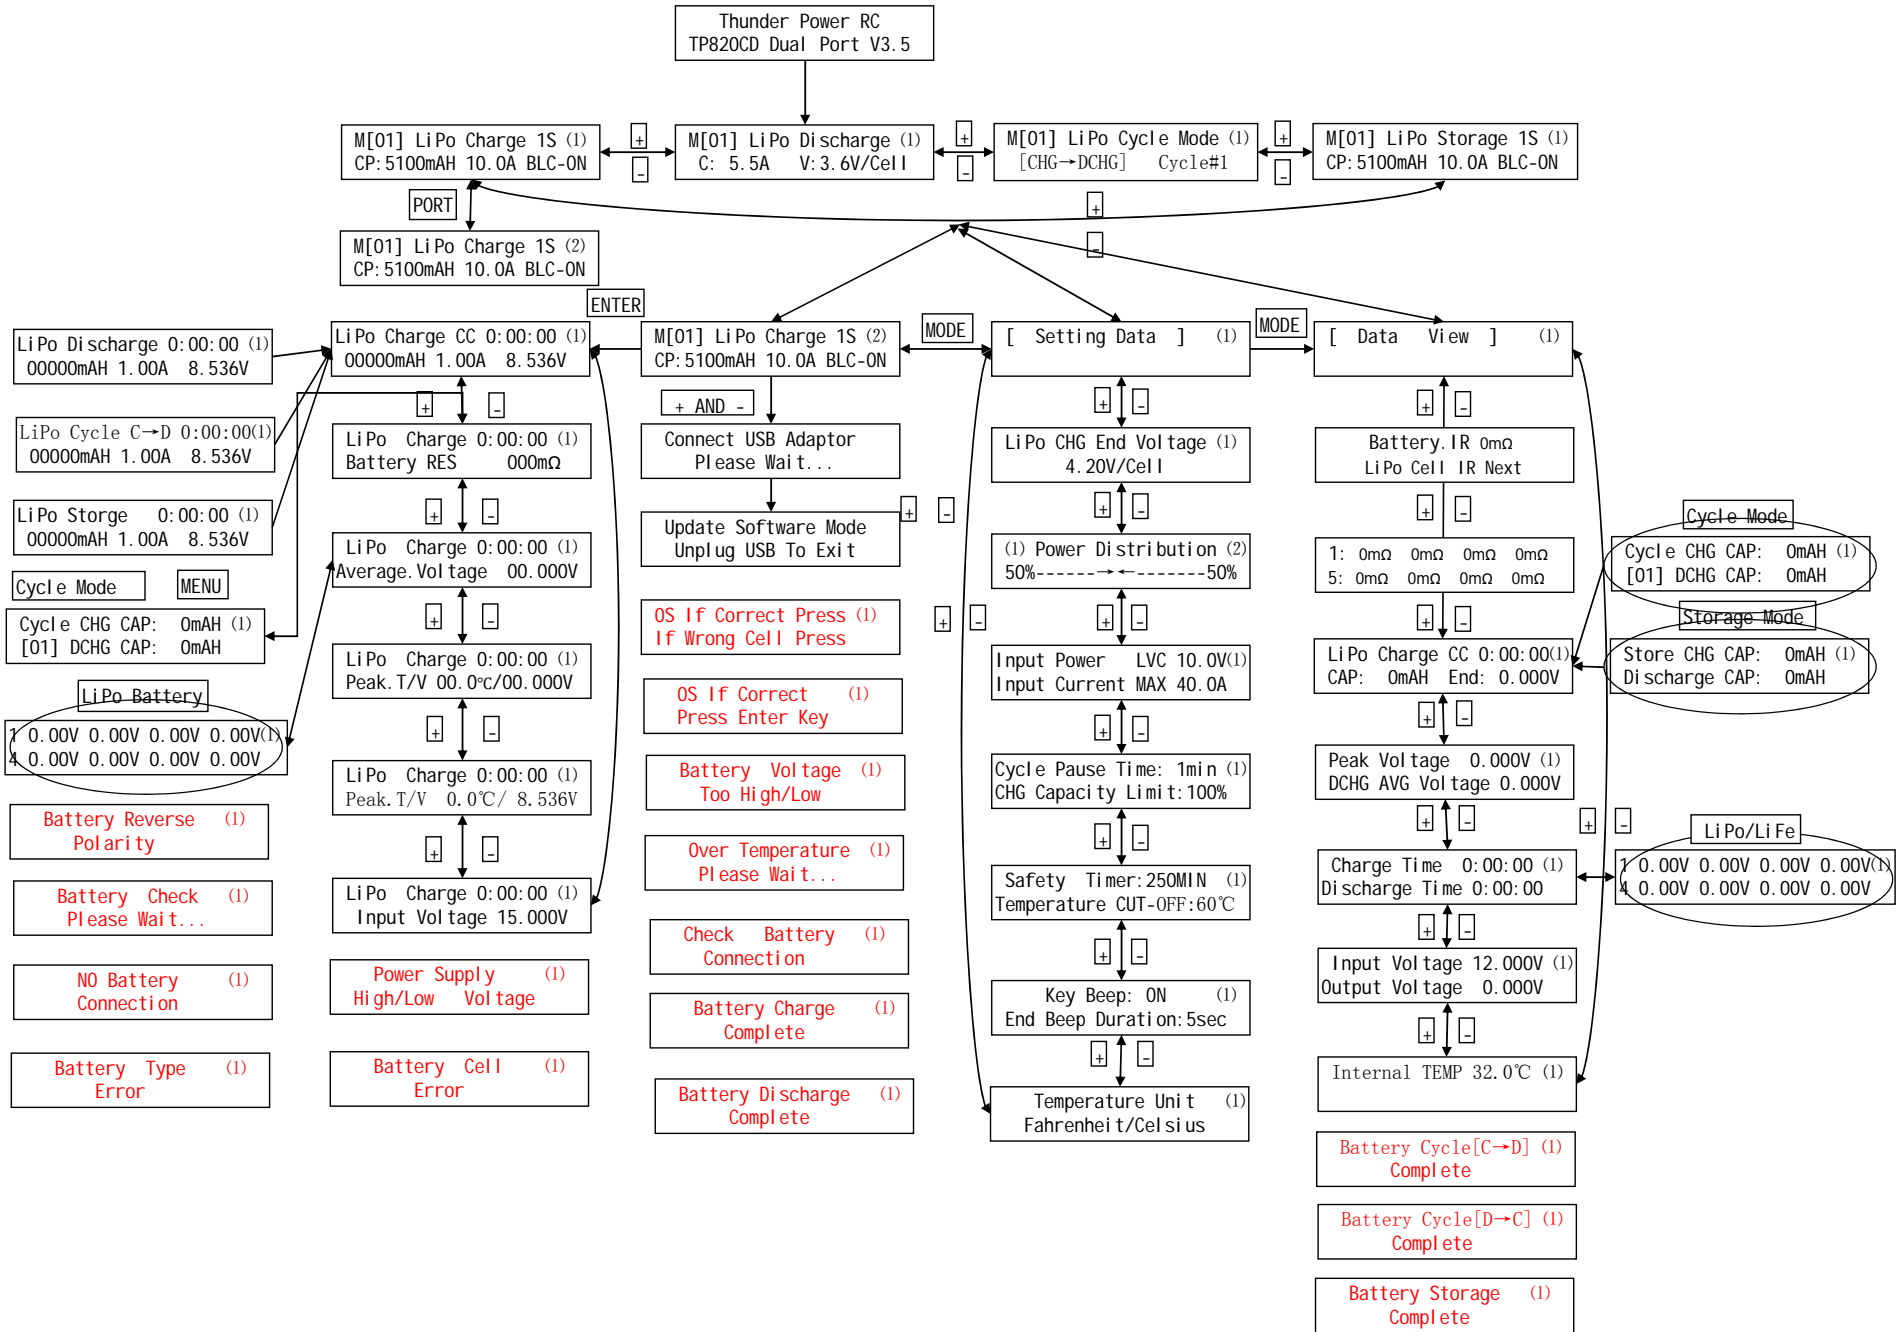 Thunder Power RC
TP820CD Dual Port V3.5
M[01] LiPo Charge 1S (1)
CP:5100mAH 10.0A BLC-ON
+
-
M[01] LiPo Discharge (1)
C: 5.5A V:3.6V/Cell
+
-
M[01] LiPo Cycle Mode (1)
[CHG→DCHG] Cycle#1
+
-
M[01] LiPo Storage 1S (1)
CP:5100mAH 10.0A BLC-ON
PORT
+
-
M[01] LiPo Charge 1S (2)
CP:5100mAH 10.0A BLC-ON
ENTER
MODE
MODE
LiPo Discharge 0:00:00 (1)
00000mAH 1.00A 8.536V
LiPo Cycle C→D 0:00:00(1)
00000mAH 1.00A 8.536V
LiPo Storge 0:00:00 (1)
00000mAH 1.00A 8.536V
Cycle Mode
MENU
Cycle CHG CAP: 0mAH (1)
[01] DCHG CAP: 0mAH
LiPo Battery
1 0.00V 0.00V 0.00V 0.00V(1)
4 0.00V 0.00V 0.00V 0.00V
Battery Reverse (1)
Polarity
Battery Check (1)
Please Wait...
NO Battery (1)
Connection
Battery Type (1)
Error
LiPo Charge CC 0:00:00 (1)
00000mAH 1.00A 8.536V
+
-
LiPo Charge 0:00:00 (1)
Battery RES 000mΩ
+
-
LiPo Charge 0:00:00 (1)
Average.Voltage 00.000V
+
-
LiPo Charge 0:00:00 (1)
Peak.T/V 00.0℃/00.000V
+
-
LiPo Charge 0:00:00 (1)
Peak.T/V 0.0℃/ 8.536V
+
-
LiPo Charge 0:00:00 (1)
Input Voltage 15.000V
Power Supply (1)
High/Low Voltage
Battery Cell (1)
Error
M[01] LiPo Charge 1S (2)
CP:5100mAH 10.0A BLC-ON
+ AND -
Connect USB Adaptor
Please Wait...
Update Software Mode
Unplug USB To Exit
+
-
OS If Correct Press (1)
If Wrong Cell Press
+
-
OS If Correct (1)
Press Enter Key
Battery Voltage (1)
Too High/Low
Over Temperature (1)
Please Wait...
Check Battery (1)
Connection
Battery Charge (1)
Complete
Battery Discharge (1)
Complete
[ Setting Data ] (1)
+
-
LiPo CHG End Voltage (1)
4.20V/Cell
+
-
(1) Power Distribution (2)
50%------→←-------50%
+
-
Input Power LVC 10.0V(1)
Input Current MAX 40.0A
+
-
Cycle Pause Time: 1min (1)
CHG Capacity Limit:100%
+
-
Safety Timer:250MIN (1)
Temperature CUT-OFF:60℃
+
-
Key Beep: ON (1)
End Beep Duration:5sec
+
-
Temperature Unit (1)
Fahrenheit/Celsius
[ Data View ] (1)
+
-
Battery.IR 0mΩ
LiPo Cell IR Next
+
-
1: 0mΩ 0mΩ 0mΩ 0mΩ
5: 0mΩ 0mΩ 0mΩ 0mΩ
+
-
LiPo Charge CC 0:00:00(1)
CAP: 0mAH End: 0.000V
+
-
Peak Voltage 0.000V (1)
DCHG AVG Voltage 0.000V
+
-
Charge Time 0:00:00 (1)
Discharge Time 0:00:00
+
-
Input Voltage 12.000V (1)
Output Voltage 0.000V
+
-
Internal TEMP 32.0℃ (1)
Battery Cycle[C→D] (1)
Complete
Battery Cycle[D→C] (1)
Complete
Battery Storage (1)
Complete
Cycle Mode
Cycle CHG CAP: 0mAH (1)
[01] DCHG CAP: 0mAH
Storage Mode
Store CHG CAP: 0mAH (1)
Discharge CAP: 0mAH
+
-
LiPo/LiFe
1 0.00V 0.00V 0.00V 0.00V(1)
4 0.00V 0.00V 0.00V 0.00V